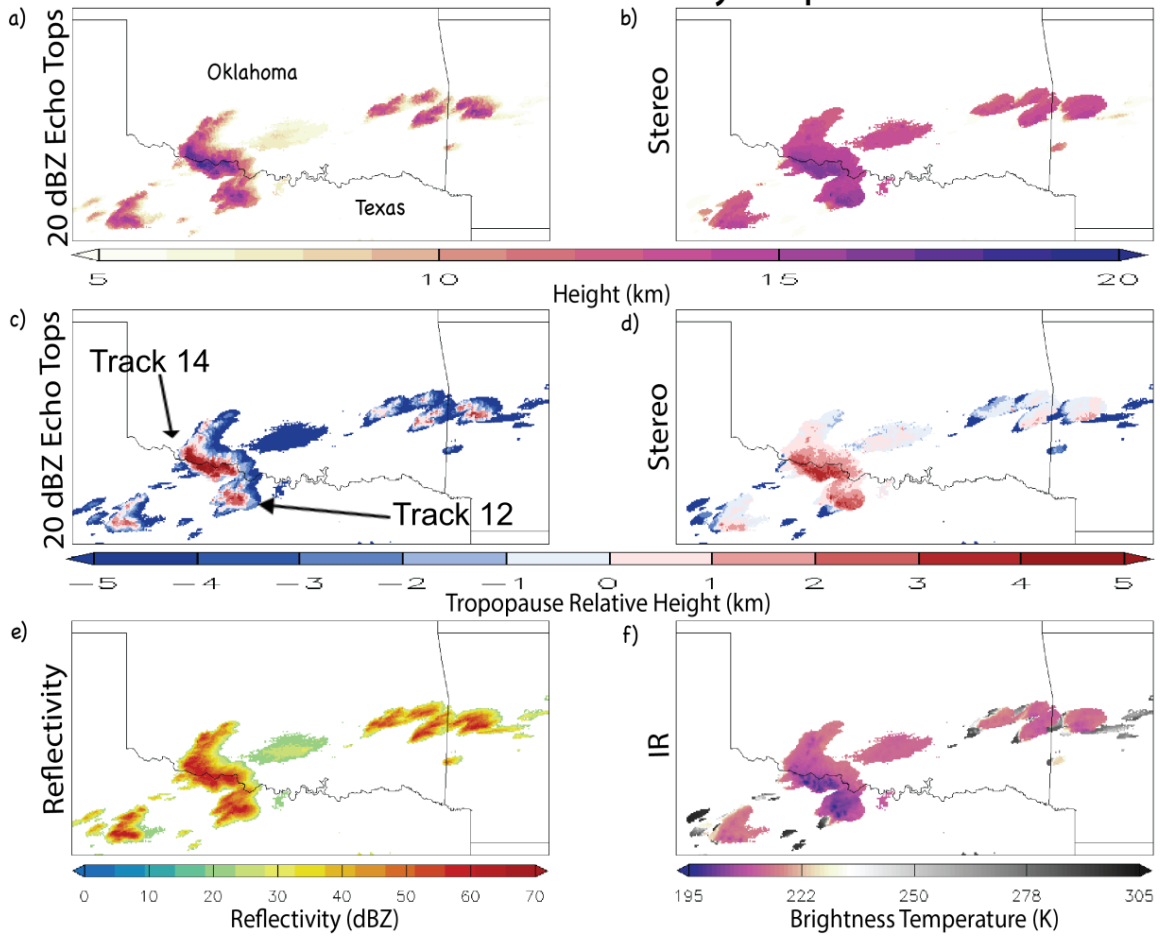 a)
b)
20 dBZ Echo Tops
Oklahoma
Texas
Stereo
5 10 15 20
Height (km)
c)
d)
20 dBZ Echo Tops
Track 14
Track 12
Stereo
−5 −4 −3 −2 −1 0 1 2 3 4 5
Tropopause Relative Height (km)
e)
f)
Reflectivity
IR
0 10 20 30 40 50 60 70
Reflectivity (dBZ)
195 222 250 278 305
Brightness Temperature (K)